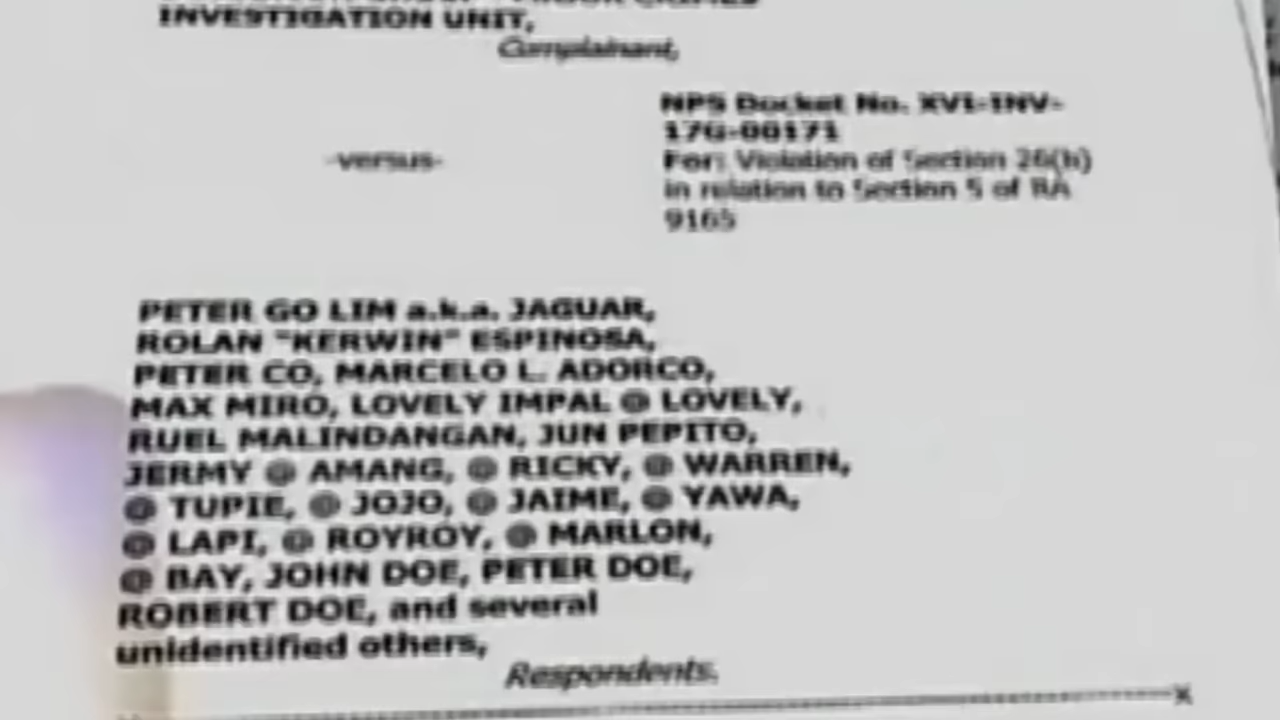 INVESTIGATION UNIT,
Complainant,
NPS Docket No. XVI-INV-
17G-00171
-versus-
For: Violation of Section 26(b)
in relation to Section 5 of RA
9165
PETER GO LIM a.k.a. JAGUAR,
ROLAN "KERWIN" ESPINOSA,
PETER CO, MARCELO L. ADORCO,
MAX MIRO, LOVELY IMPAL @ LOVELY,
RUEL MALINDANGAN, JUN PEPITO,
JERMY @ AMANG, @ RICKY, @ WARREN,
@ TUPIE, @ JOJO, @ JAIME, @ YAWA,
@ LAPI, @ ROYROY, @ MARLON,
@ BAY, JOHN DOE, PETER DOE,
ROBERT DOE, and several
unidentified others,
Respondents.
x